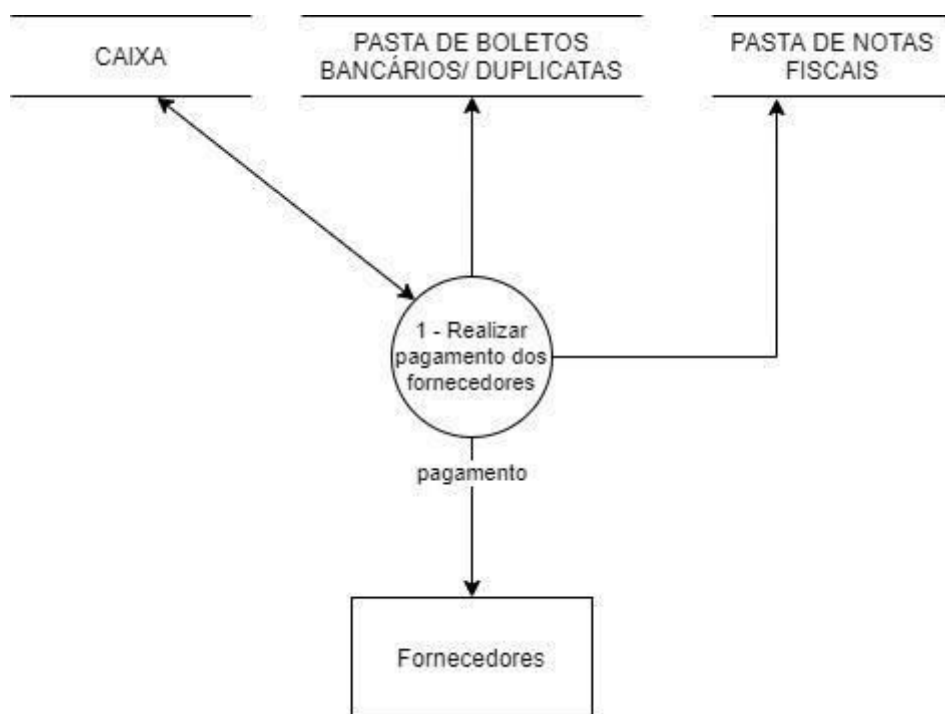 CAIXA
PASTA DE BOLETOS
BANCÁRIOS/ DUPLICATAS
PASTA DE NOTAS
FISCAIS
1 - Realizar
pagamento dos
fornecedores
pagamento
Fornecedores